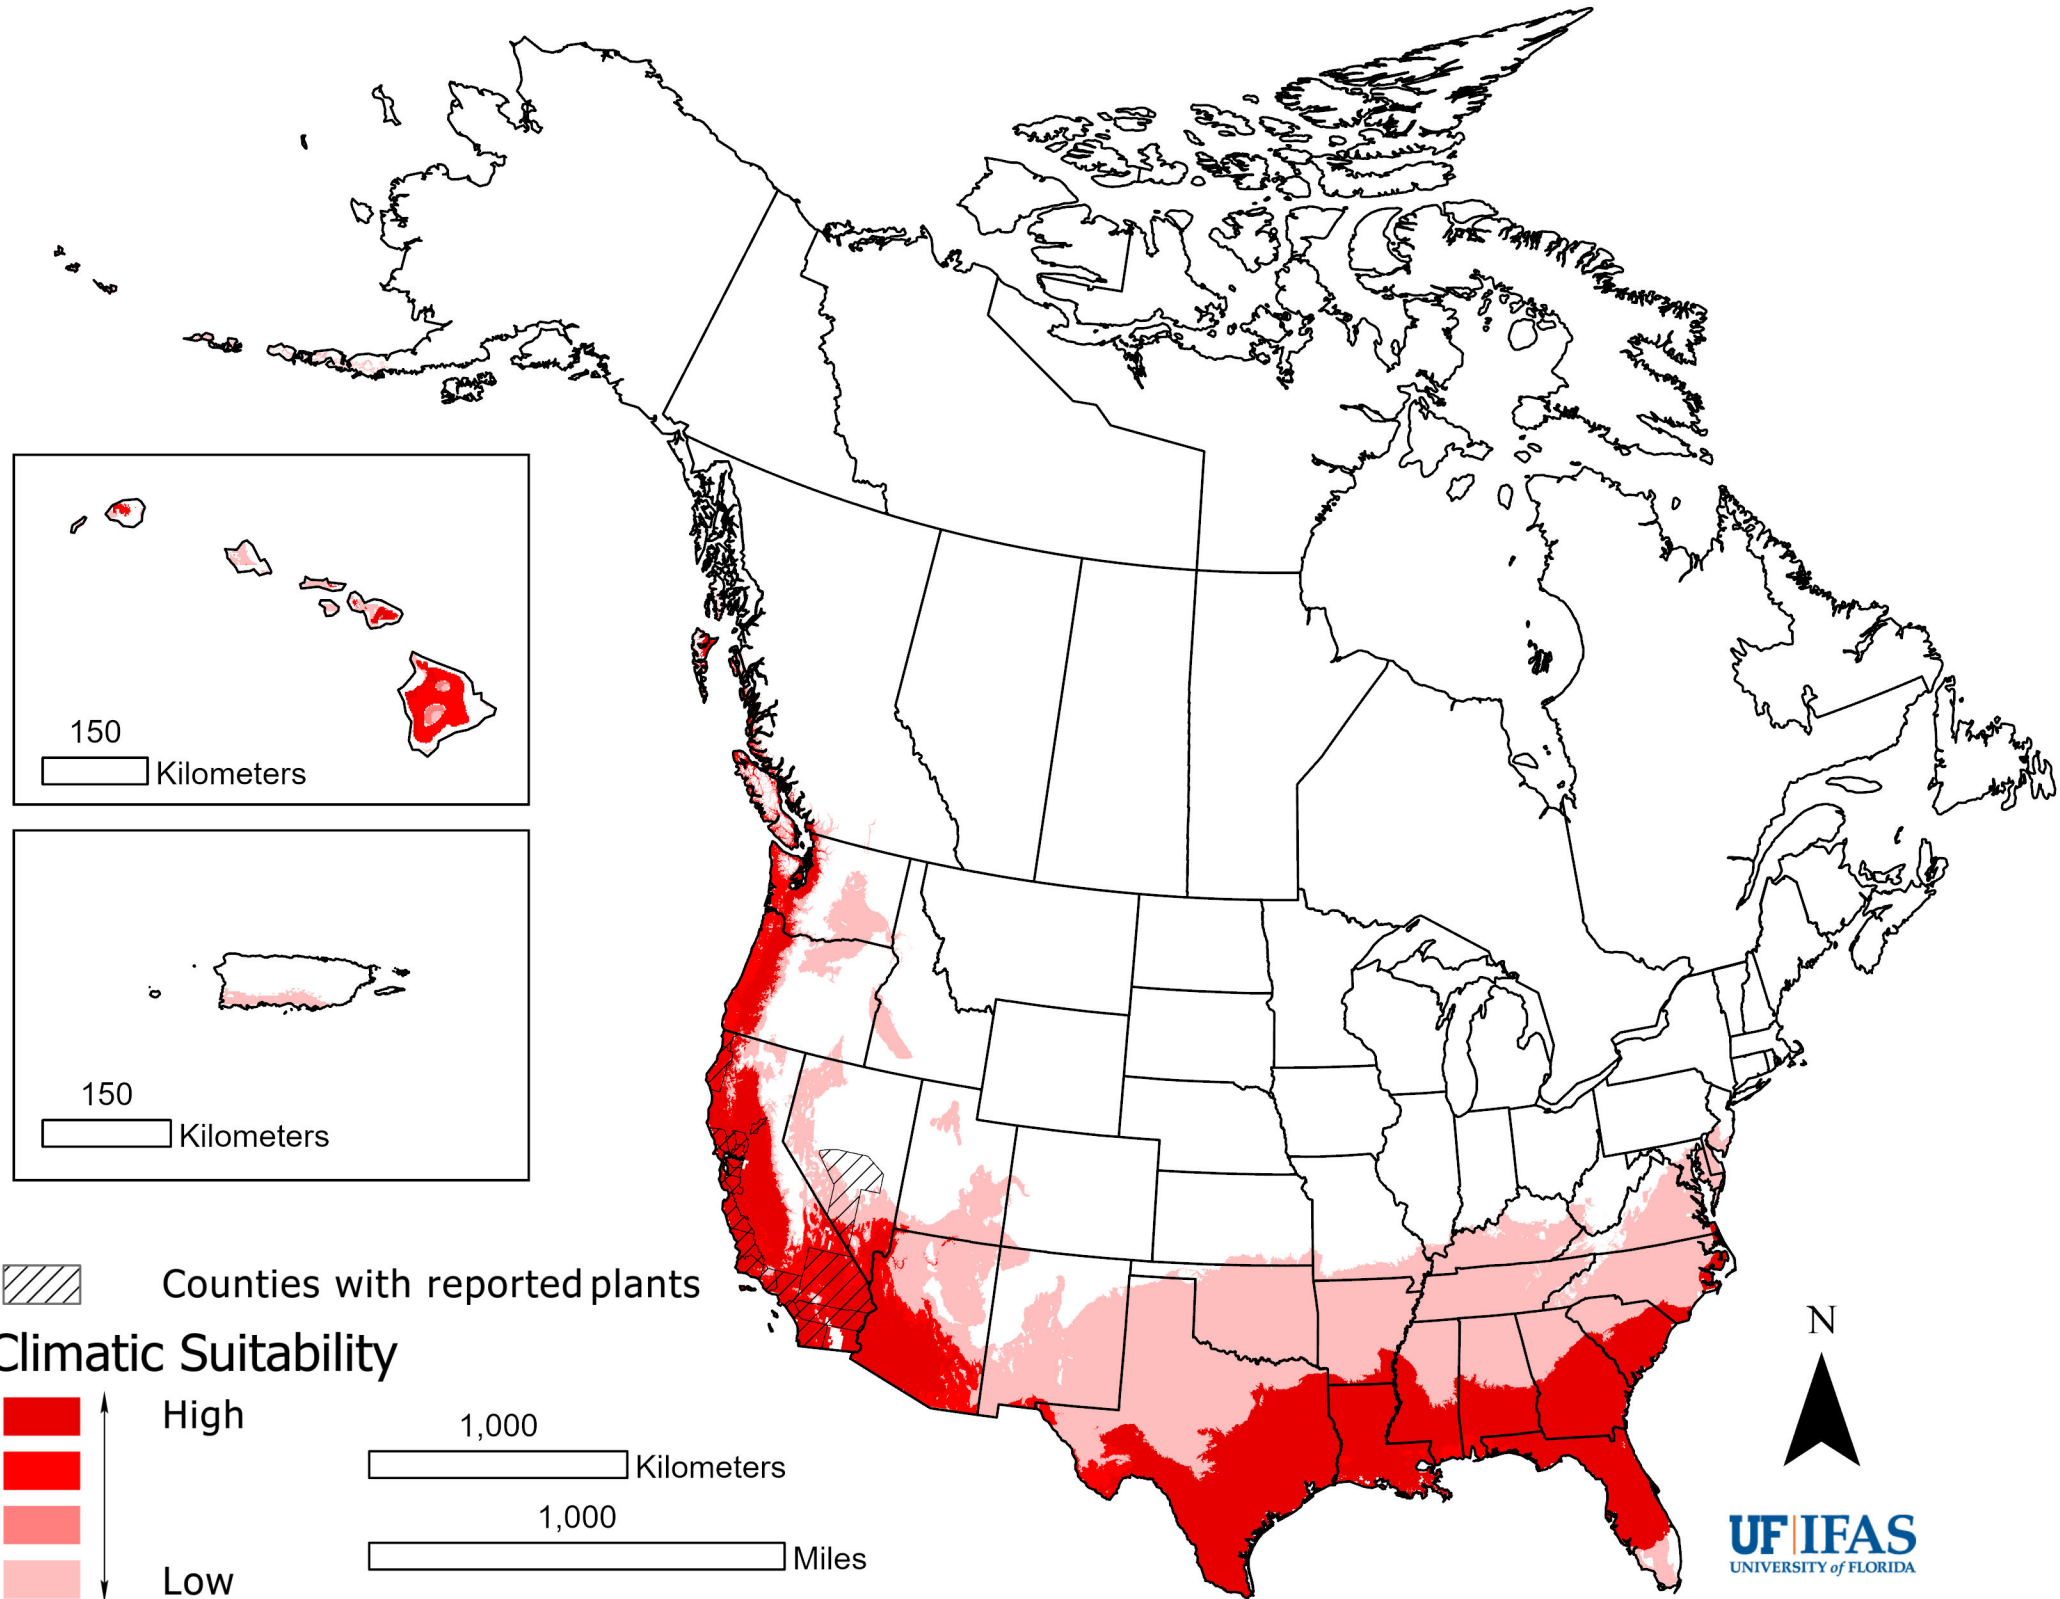 150
Kilometers
150
Kilometers
Counties with reported plants
Climatic Suitability
High
Low
1,000
Kilometers
1,000
Miles
N
UF|IFAS
UNIVERSITY of FLORIDA